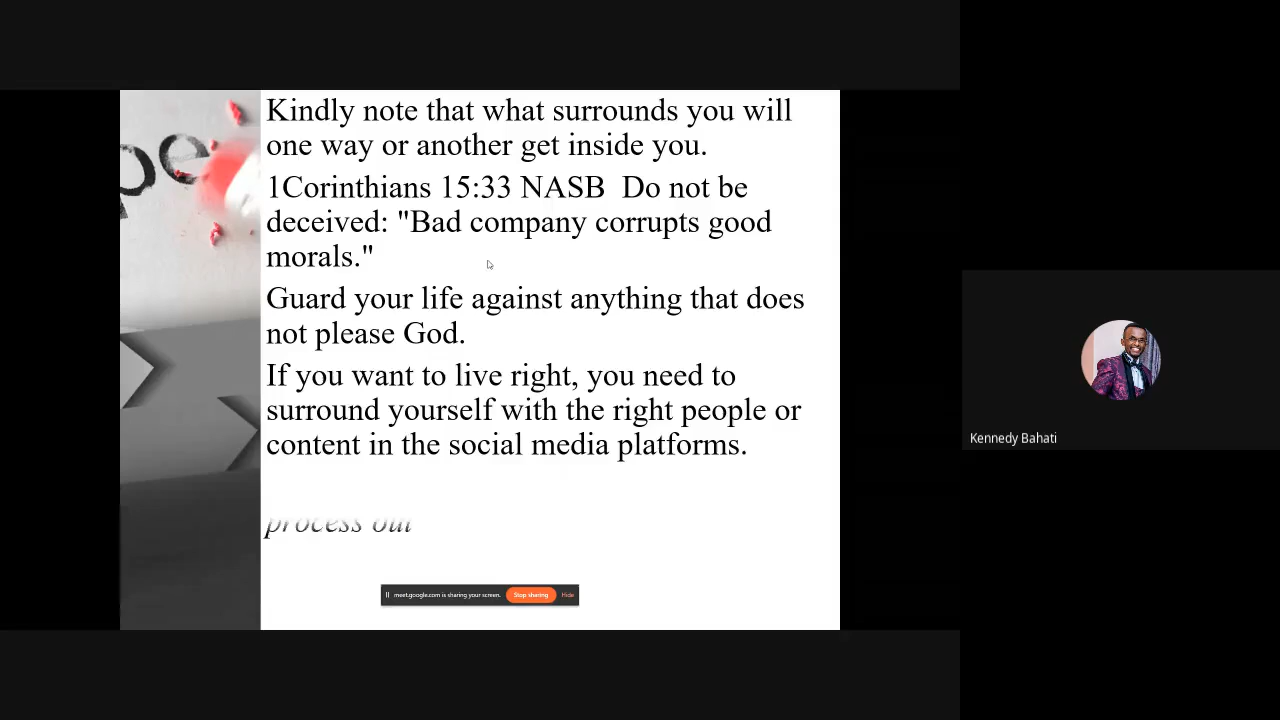 pe
Kindly note that what surrounds you will
one way or another get inside you.
1Corinthians 15:33 NASB  Do not be
deceived: "Bad company corrupts good
morals."
Guard your life against anything that does
not please God.
If you want to live right, you need to
surround yourself with the right people or
content in the social media platforms.
process out
meet.google.com is sharing your screen.
Stop sharing
Hide
Kennedy Bahati